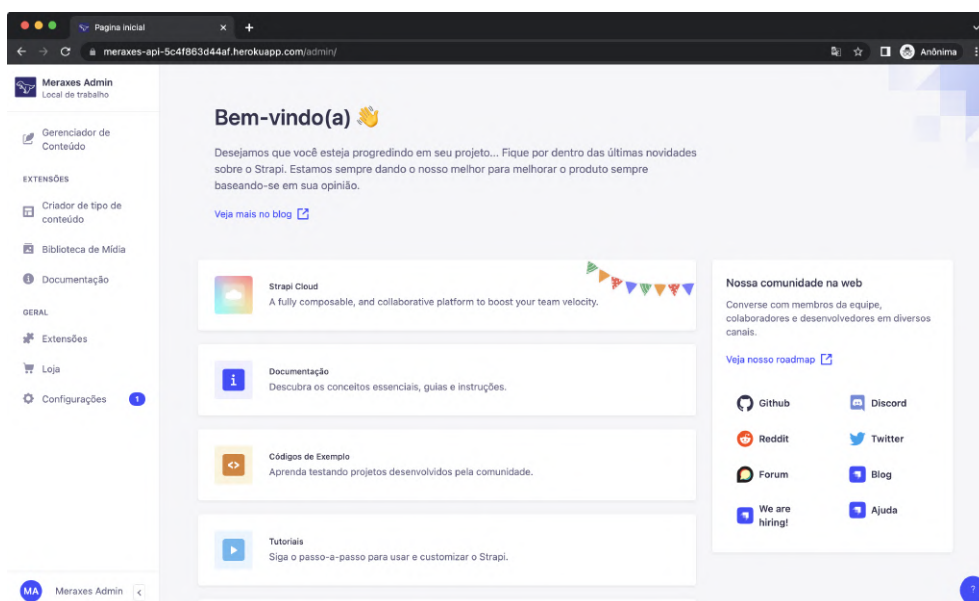 Pagina inicial
meraxes-api-5c4f863d44af.herokuapp.com/admin/
Anônima
Meraxes Admin
Local de trabalho
Gerenciador de
Conteúdo
EXTENSÕES
Criador de tipo de
conteúdo
Biblioteca de Mídia
Documentação
GERAL
Extensões
Loja
Configurações
1
MA
Meraxes Admin
Bem-vindo(a)
Desejamos que você esteja progredindo em seu projeto... Fique por dentro das últimas novidades
sobre o Strapi. Estamos sempre dando o nosso melhor para melhorar o produto sempre
baseando-se em sua opinião.
Veja mais no blog
Strapi Cloud
A fully composable, and collaborative platform to boost your team velocity.
Documentação
Descubra os conceitos essenciais, guias e instruções.
Códigos de Exemplo
Aprenda testando projetos desenvolvidos pela comunidade.
Tutoriais
Siga o passo-a-passo para usar e customizar o Strapi.
Nossa comunidade na web
Converse com membros da equipe,
colaboradores e desenvolvedores em diversos
canais.
Veja nosso roadmap
Github
Discord
Reddit
Twitter
Forum
Blog
We are
hiring!
Ajuda
?